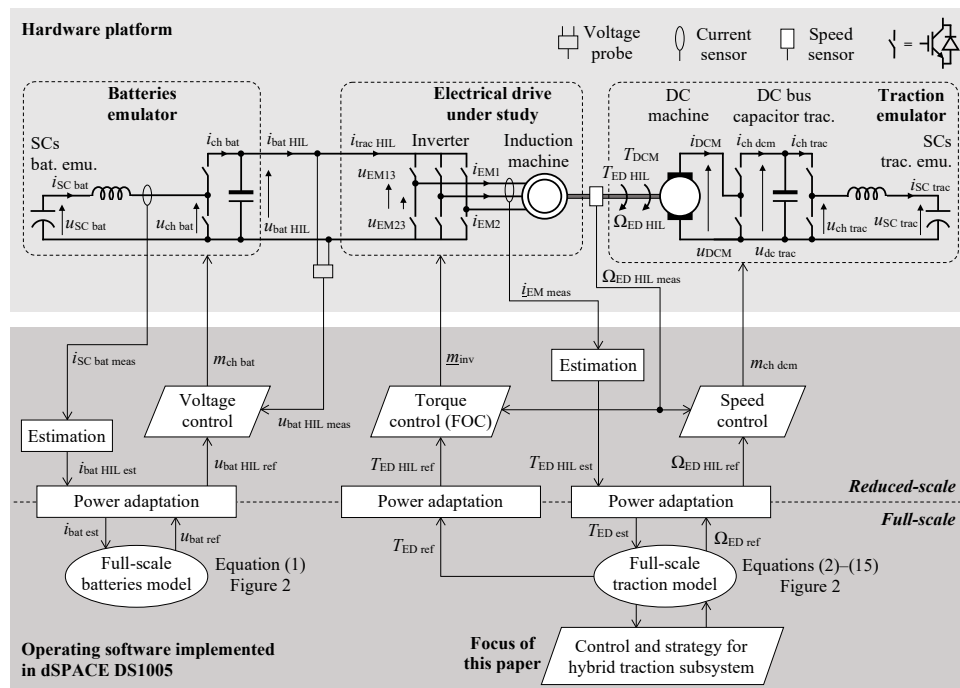 Hardware platform
Voltage probe
Current sensor
Speed sensor
=
Batteries emulator
Electrical drive under study
DC machine
DC bus capacitor trac.
Traction emulator
SCs bat. emu.
i_ch bat
i_bat HIL
i_trac HIL
Inverter
Induction machine
T_DCM
i_DCM
i_ch dcm
i_ch trac
SCs trac. emu.
i_SC bat
u_EM13
i_EM1
T_ED HIL
i_SC trac
u_SC bat
u_ch bat
u_bat HIL
u_EM23
i_EM2
Ω_ED HIL
u_DCM
u_dc trac
u_ch trac
u_SC trac
i_EM meas
Ω_ED HIL meas
i_SC bat meas
m_ch bat
m_inv
Estimation
m_ch dcm
Voltage control
u_bat HIL meas
Torque control (FOC)
Speed control
Estimation
i_bat HIL est
u_bat HIL ref
T_ED HIL ref
T_ED HIL est
Ω_ED HIL ref
Power adaptation
Power adaptation
Power adaptation
Reduced-scale
Full-scale
i_bat est
u_bat ref
T_ED ref
T_ED est
Ω_ED ref
Full-scale batteries model
Equation (1)
Figure 2
Full-scale traction model
Equations (2)–(15)
Figure 2
Operating software implemented
in dSPACE DS1005
Focus of
this paper
Control and strategy for
hybrid traction subsystem